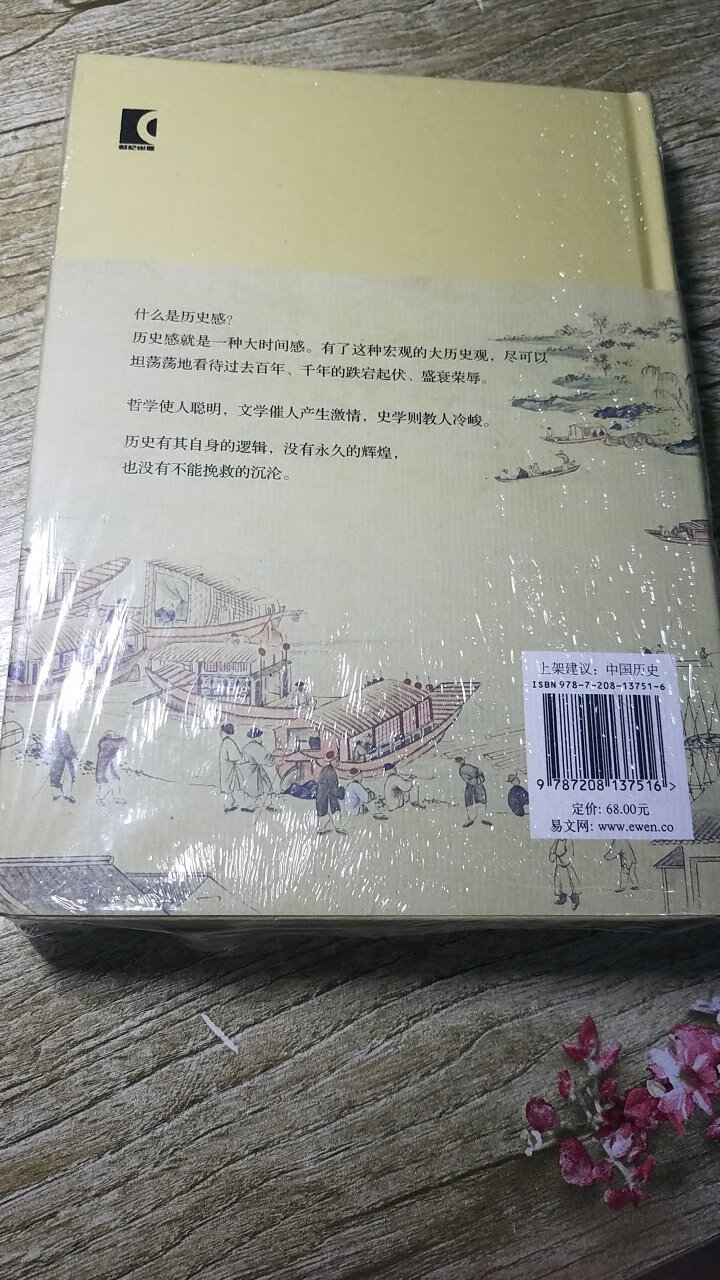 世纪出版
什么是历史感?
历史感就是一种大时间感。有了这种宏观的大历史观，尽可以
坦荡荡地看待过去百年、千年的跌宕起伏、盛衰荣辱。
哲学使人聪明，文学催人产生激情，史学则教人冷峻。
历史有其自身的逻辑，没有永久的辉煌，
也没有不能挽救的沉沦。
上架建议：中国历史
ISBN 978-7-208-13751-6
9 787208 137516 >
定价: 68.00元
易文网: www.ewen.co